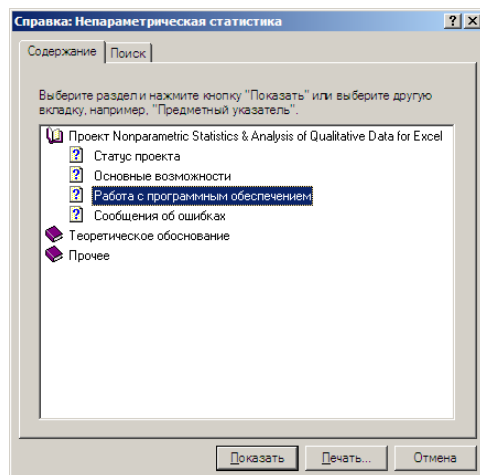 Справка: Непараметрическая статистика
Содержание
Поиск
Выберите раздел и нажмите кнопку "Показать" или выберите другую
вкладку, например, "Предметный указатель".
Проект Nonparametric Statistics & Analysis of Qualitative Data for Excel
Статус проекта
Основные возможности
Работа с программным обеспечением
Сообщения об ошибках
Теоретическое обоснование
Прочее
Показать
Печать...
Отмена